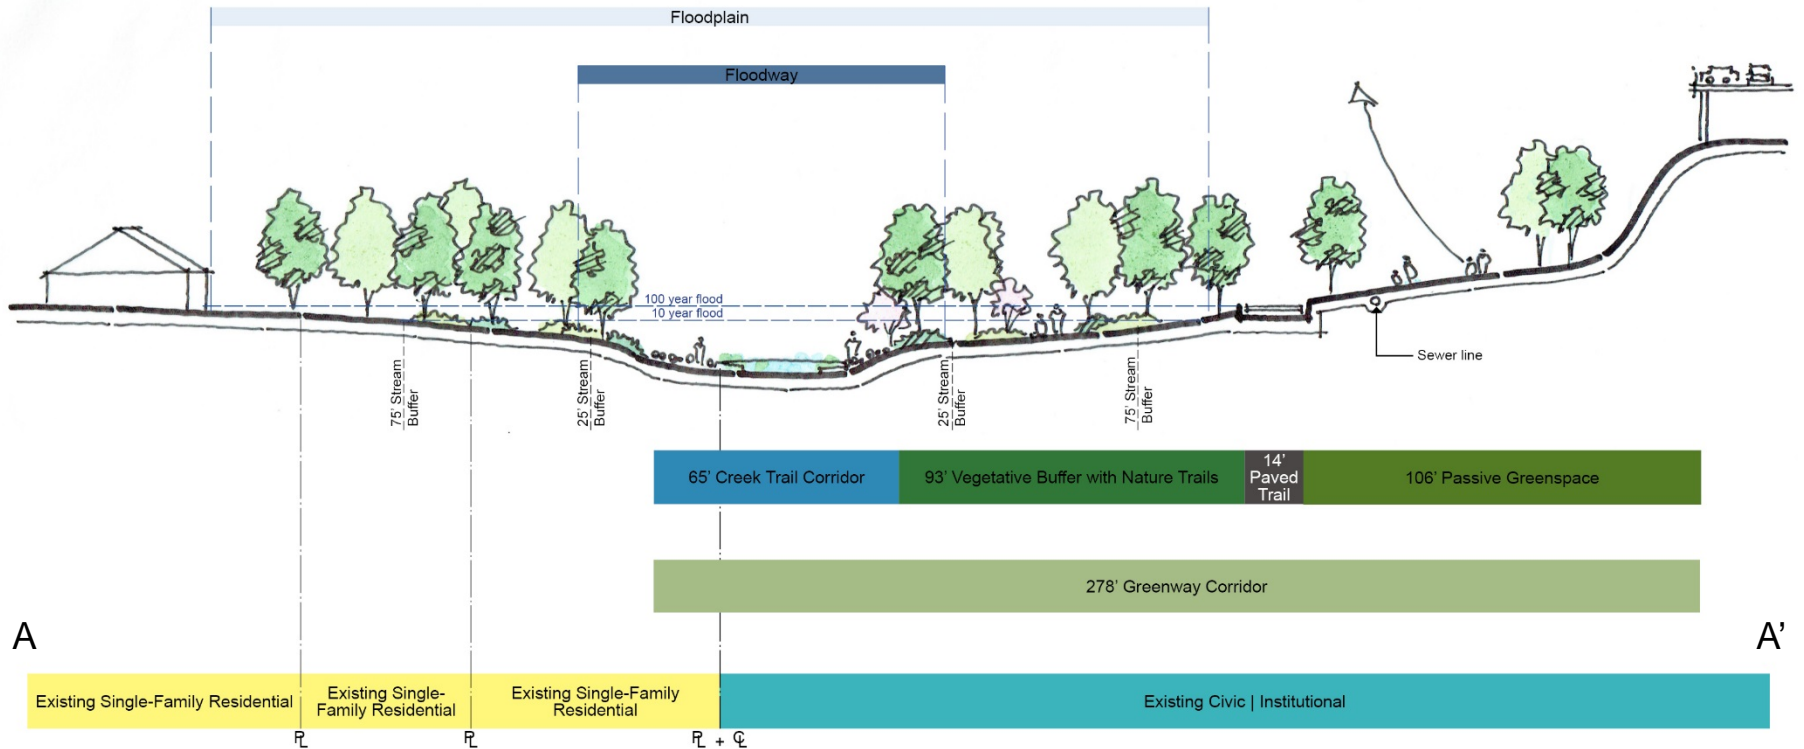 Floodplain
Floodway
100 year flood
10 year flood
75' Stream
Buffer
25' Stream
Buffer
25' Stream
Buffer
75' Stream
Buffer
Sewer line
65' Creek Trail Corridor
93' Vegetative Buffer with Nature Trails
14'
Paved
Trail
106' Passive Greenspace
278' Greenway Corridor
A
A'
Existing Single-Family Residential
Existing Single-
Family Residential
Existing Single-Family
Residential
Existing Civic | Institutional
PL
PL
PL + CL